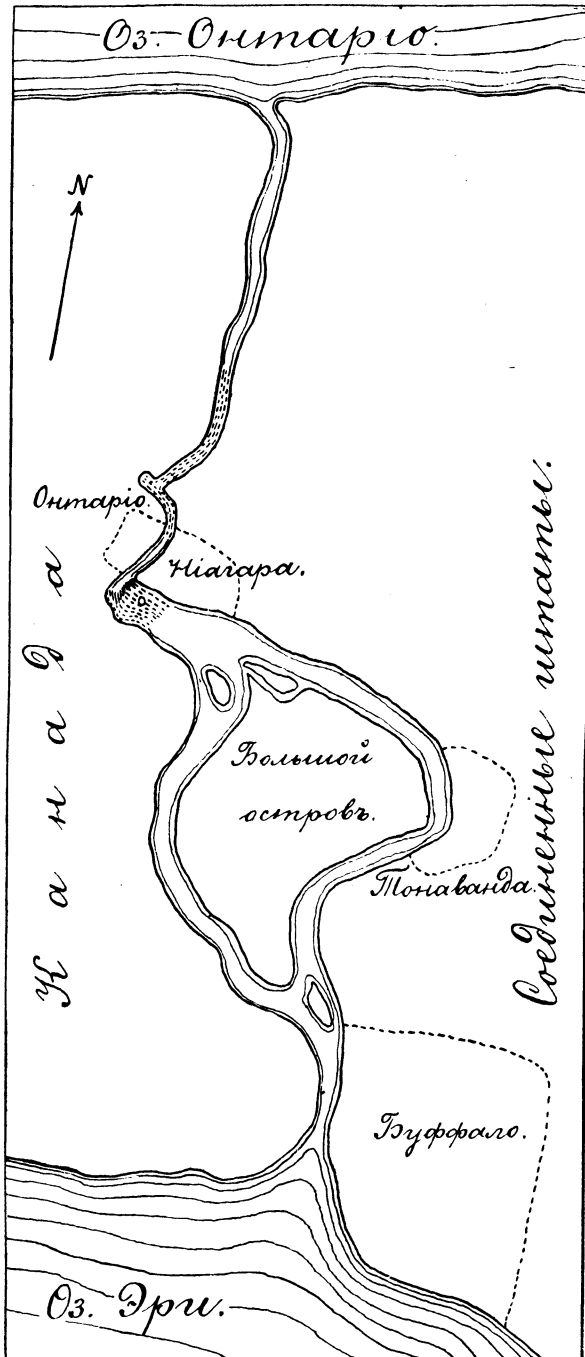 Оз. Онтаріо.
N
Онтаріо.
Ніагара.
Канада
Соединенные штаты.
Большой
островъ.
Тонаванда.
Буффало.
Оз. Эри.